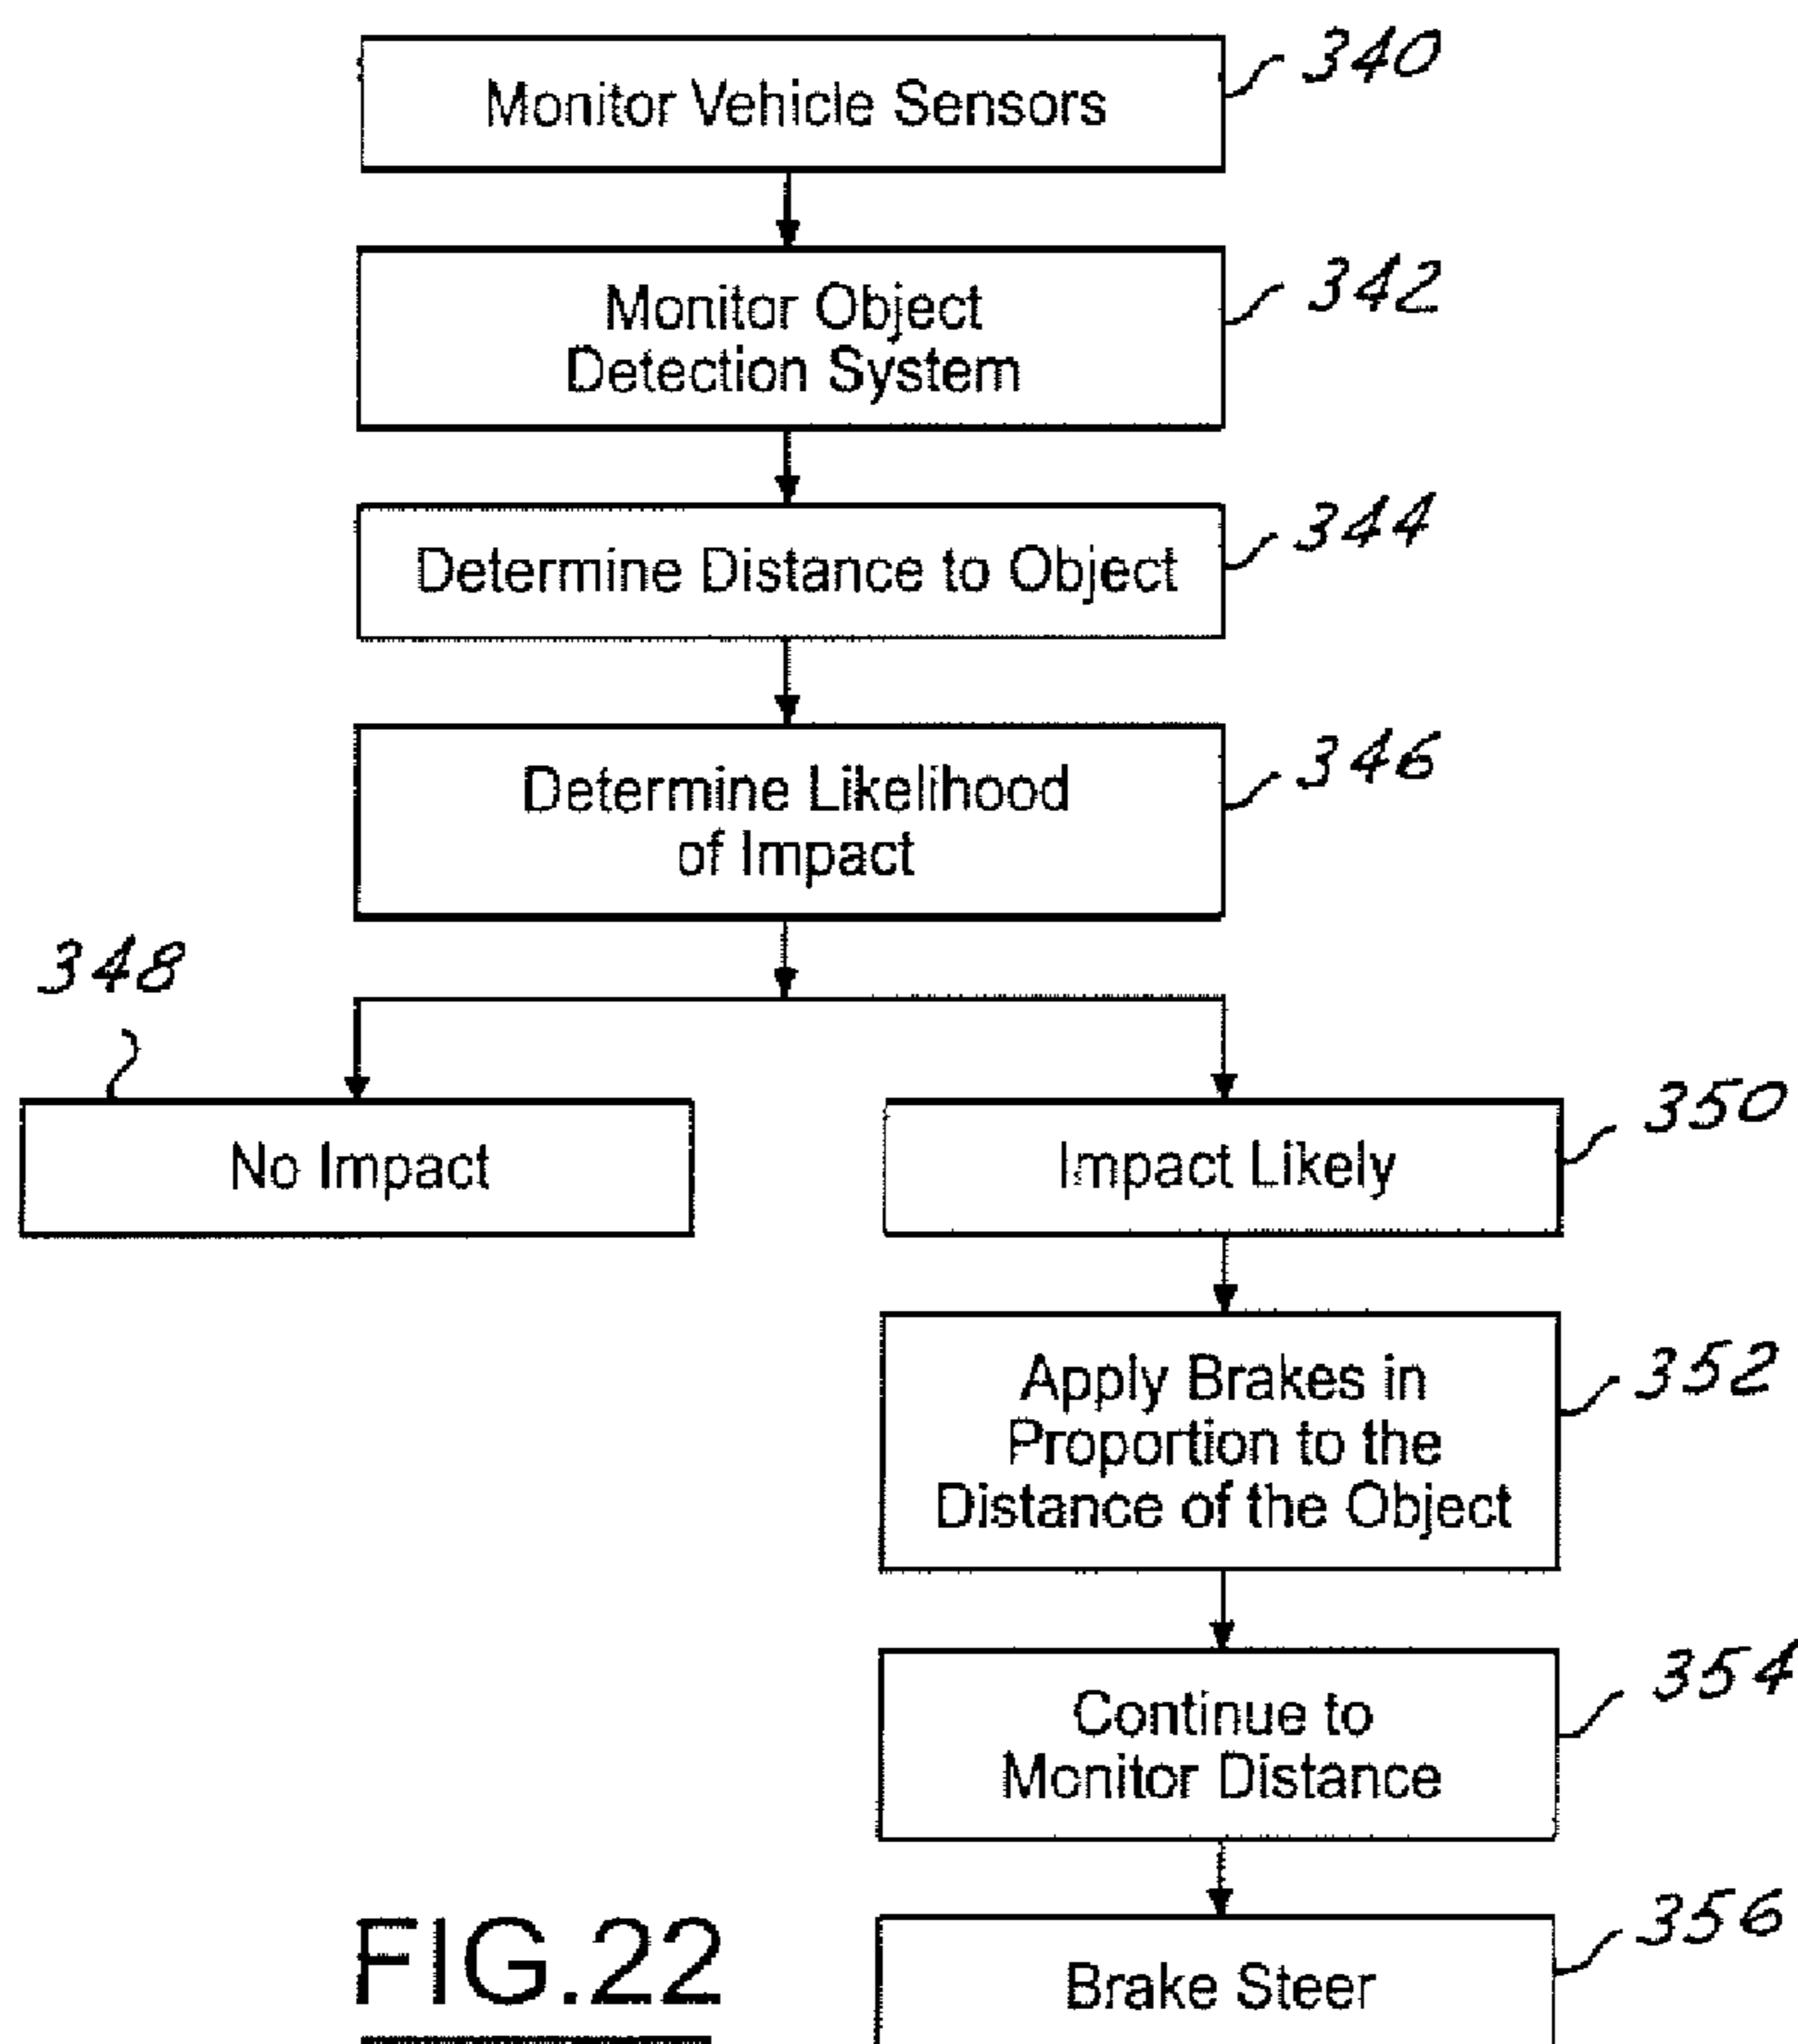 Monitor Vehicle Sensors
340
Monitor Object
Detection System
342
Determine Distance to Object
344
Determine Likelihood
of Impact
346
348
No Impact
Impact Likely
350
Apply Brakes in
Proportion to the
Distance of the Object
352
Continue to
Monitor Distance
354
Brake Steer
356
FIG.22